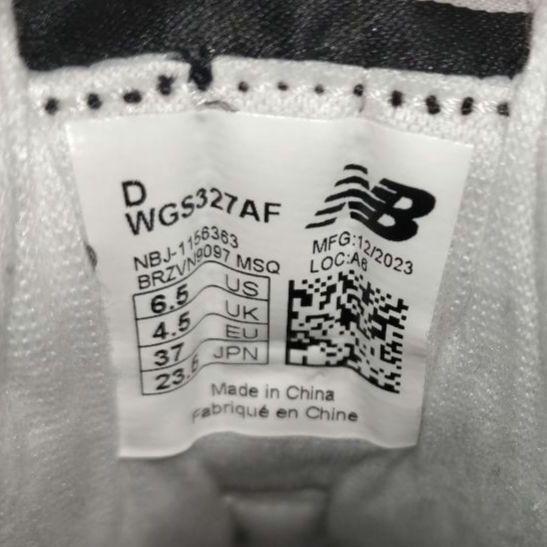 D
WGS327AF
NB
NBJ-1156363
BRZVN9097 MSQ
MFG:12/2023
LOC:A6
6.5 US
4.5 UK
37 EU
23.5 JPN
Made in China
Fabriqué en Chine